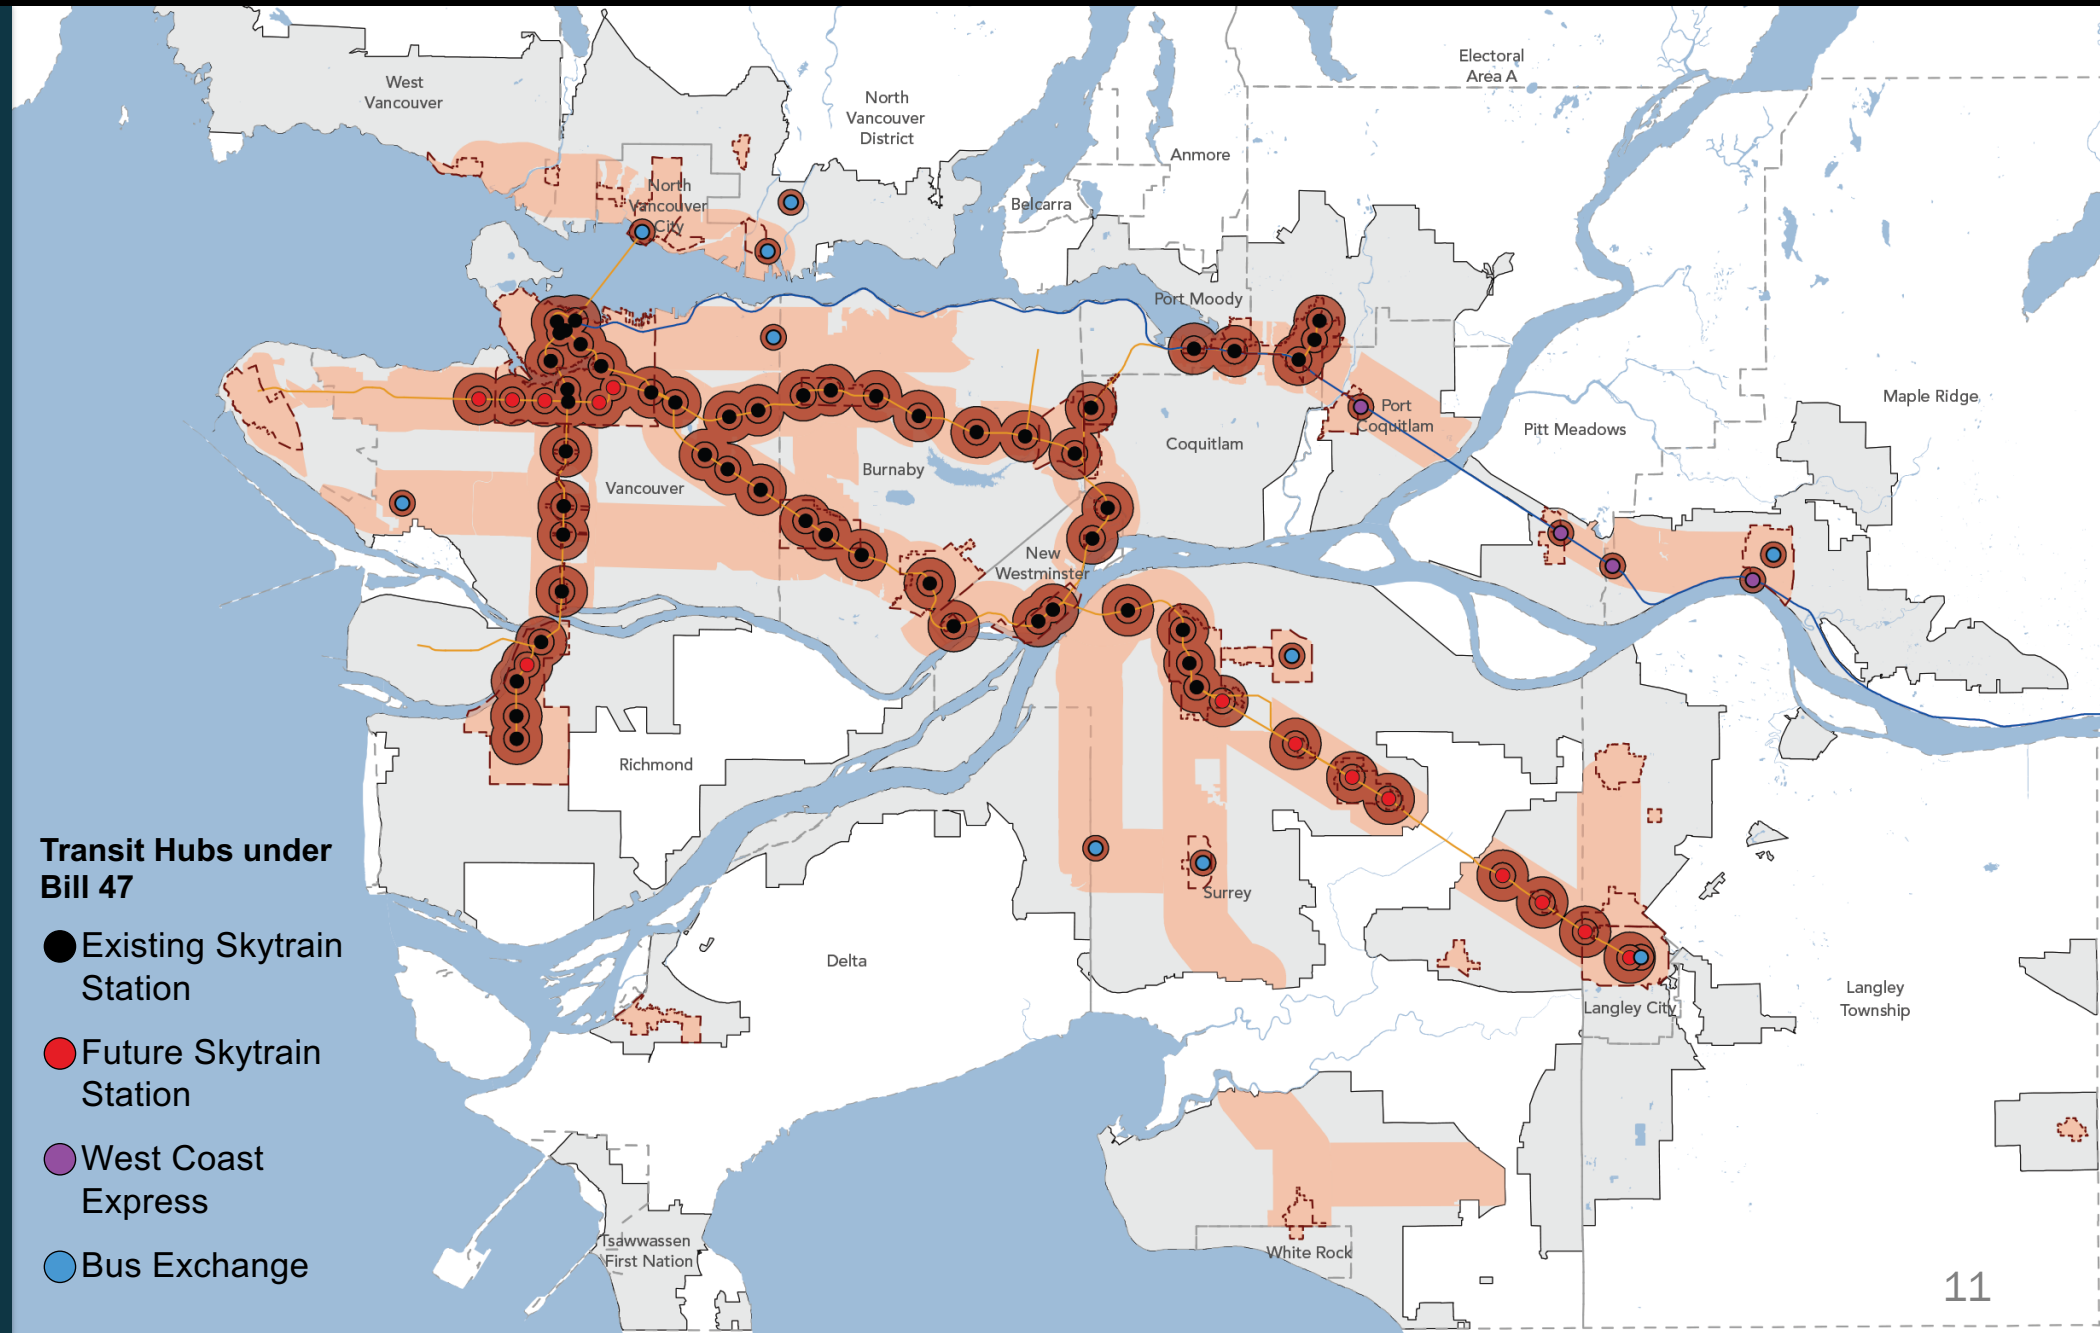 West
Vancouver
North
Vancouver
District
Electoral
Area A
Anmore
North
Vancouver
City
Belcarra
Port Moody
Port
Coquitlam
Maple Ridge
Pitt Meadows
Coquitlam
Burnaby
Vancouver
New
Westminster
Richmond
Surrey
Delta
Langley City
Langley
Township
Tsawwassen
First Nation
White Rock
Transit Hubs under
Bill 47
Existing Skytrain
Station
Future Skytrain
Station
West Coast
Express
Bus Exchange
11